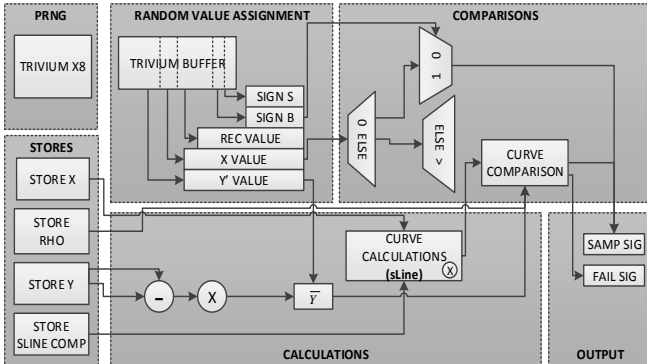 PRNG
TRIVIUM X8
RANDOM VALUE ASSIGNMENT
TRIVIUM BUFFER
SIGN S
SIGN B
REC VALUE
X VALUE
Y' VALUE
COMPARISONS
1 0
0 ELSE
< ELSE
CURVE
COMPARISON
STORES
STORE X
STORE
RHO
STORE Y
STORE
SLINE COMP
-
X
Y
CURVE
CALCULATIONS
(sLine)
X
CALCULATIONS
SAMP SIG
FAIL SIG
OUTPUT